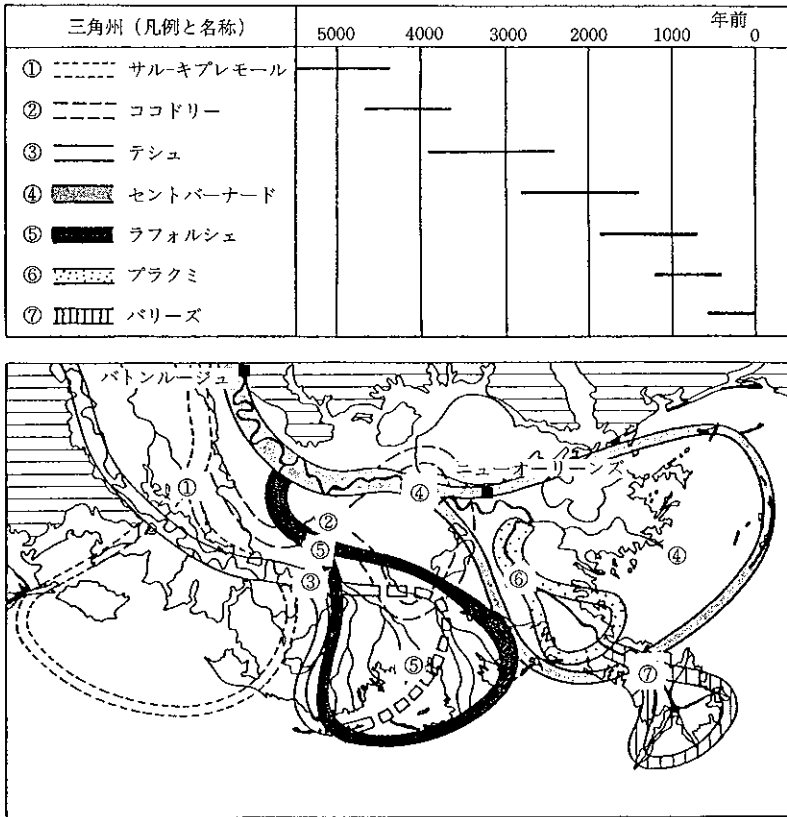 三角州（凡例と名称）
年前
5000 4000 3000 2000 1000 0
① サル-キプレモール
② ココドリー
③ テシュ
④ セントバーナード
⑤ ラフォルシェ
⑥ プラクミ
⑦ バリーズ
バトンルージュ
ニューオーリーンズ
①
④
②
⑤
③
⑥
④
⑤
⑦